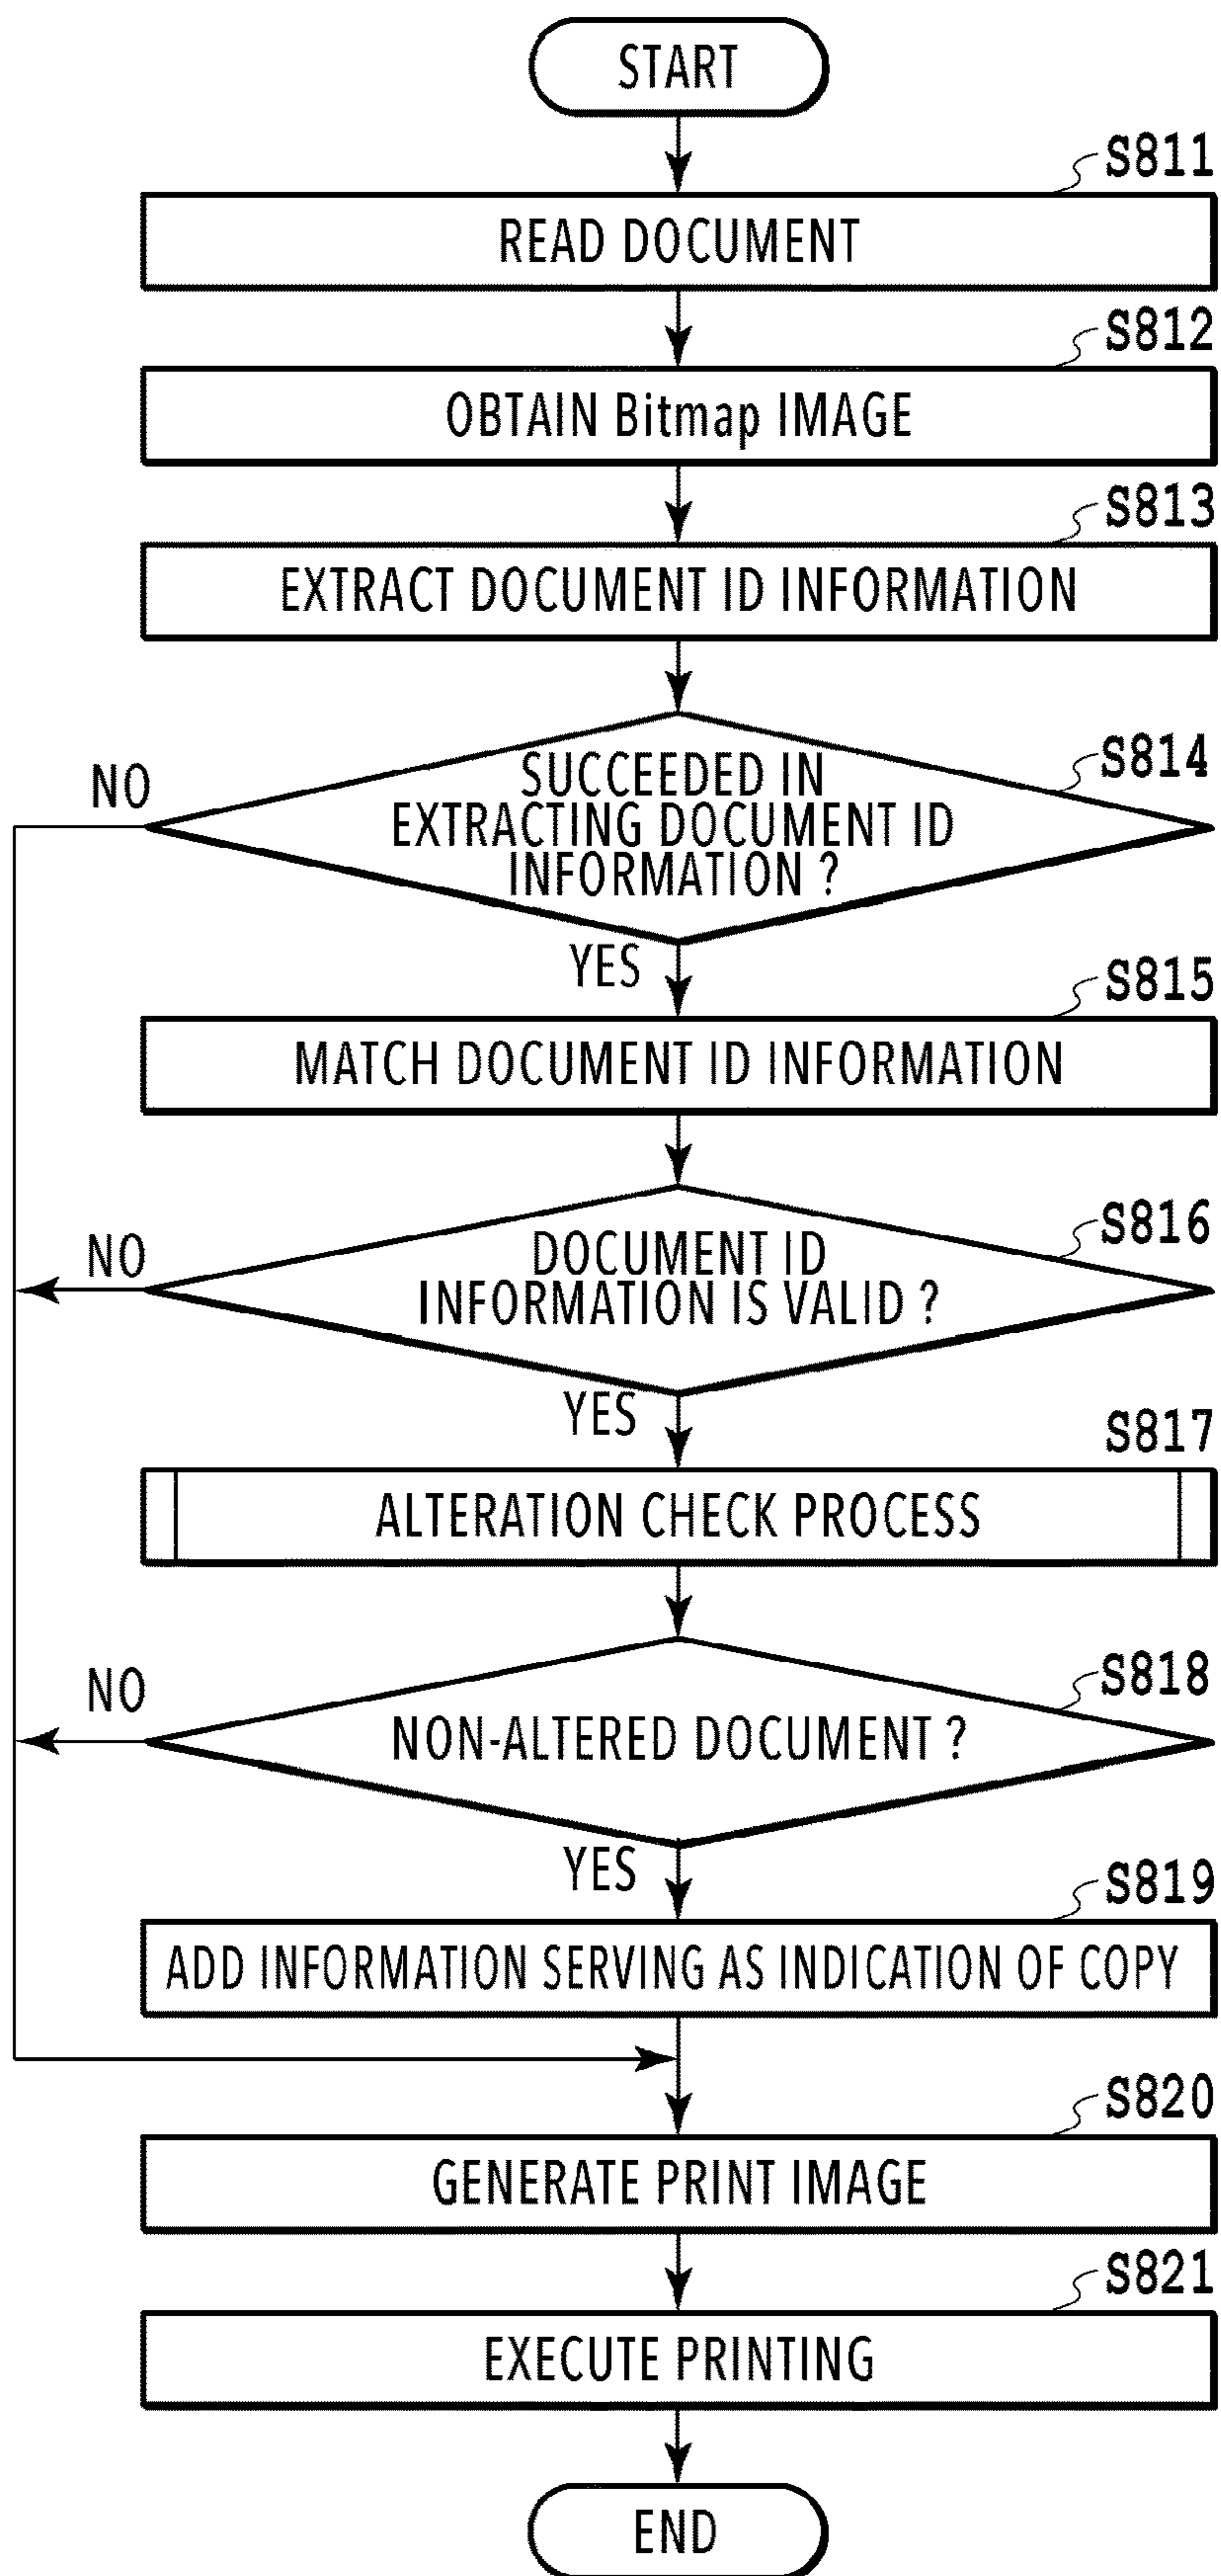 START
S811
READ DOCUMENT
S812
OBTAIN Bitmap IMAGE
S813
EXTRACT DOCUMENT ID INFORMATION
S814
NO
SUCCEEDED IN
EXTRACTING DOCUMENT ID
INFORMATION ?
YES
S815
MATCH DOCUMENT ID INFORMATION
S816
NO
DOCUMENT ID
INFORMATION IS VALID ?
YES
S817
ALTERATION CHECK PROCESS
S818
NO
NON-ALTERED DOCUMENT ?
YES
S819
ADD INFORMATION SERVING AS INDICATION OF COPY
S820
GENERATE PRINT IMAGE
S821
EXECUTE PRINTING
END